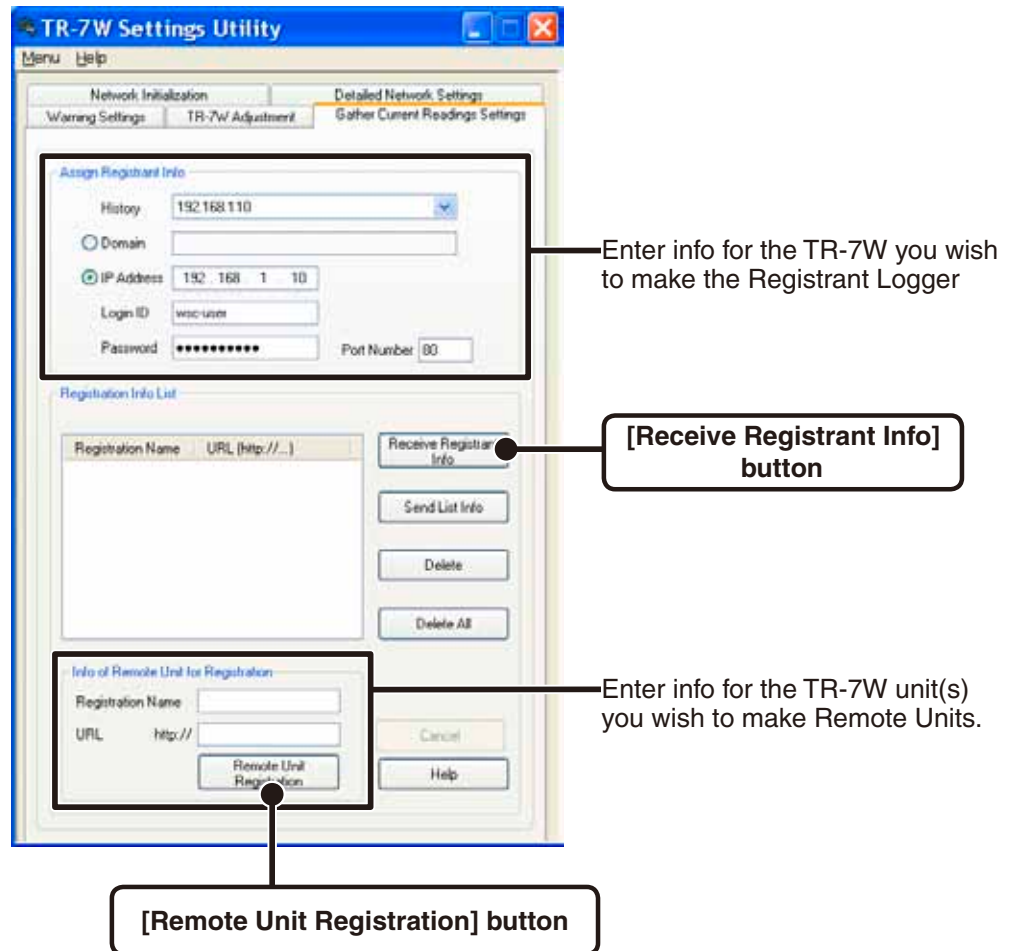 TR-7W Settings Utility
Menu Help
Network Initialization Detailed Network Settings
Warning Settings TR-7W Adjustment Gather Current Readings Settings
Assign Registrant Info
History 192.168.1.10
Domain
IP Address 192 . 168 . 1 . 10
Enter info for the TR-7W you wish
to make the Registrant Logger
Login ID wsc-user
Password ●●●●●●●●●● Port Number 80
Registration Info List
Registration Name URL (http://...)
Receive Registrant
Info
[Receive Registrant Info]
button
Send List Info
Delete
Delete All
Info of Remote Unit for Registration
Registration Name
URL http://
Enter info for the TR-7W unit(s)
you wish to make Remote Units.
Cancel
Remote Unit
Registration
Help
[Remote Unit Registration] button